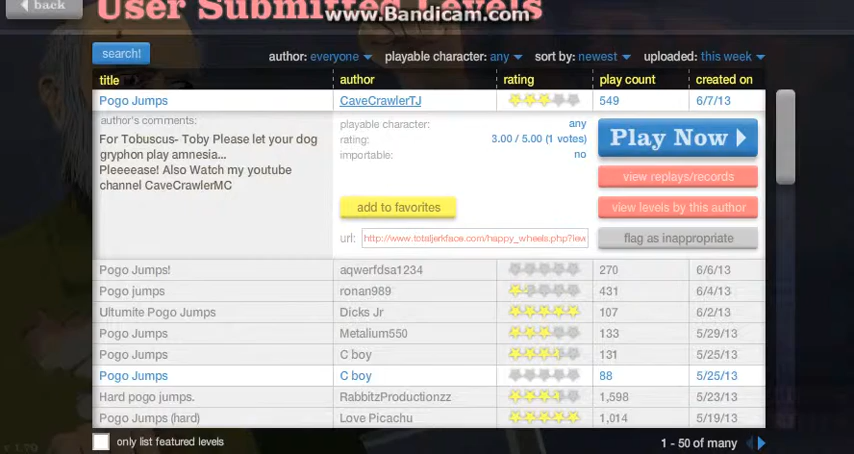 back
User Submitted Levels
www.Bandicam.com
search!
author: everyone playable character: any sort by: newest uploaded: this week
title author rating play count created on
Pogo Jumps CaveCrawlerTJ 549 6/7/13
author's comments:
For Tobuscus- Toby Please let your dog
gryphon play amnesia...
Pleeeease! Also Watch my youtube
channel CaveCrawlerMC
playable character: any
rating: 3.00 / 5.00 (1 votes)
importable: no
add to favorites
url: http://www.totaljerkface.com/happy_wheels.php?lev
Play Now
view replays/records
view levels by this author
flag as inappropriate
Pogo Jumps! aqwerfdsa1234 270 6/6/13
Pogo jumps ronan989 431 6/4/13
Ultumite Pogo Jumps Dicks Jr 107 6/2/13
Pogo Jumps Metalium550 133 5/29/13
Pogo Jumps C boy 131 5/25/13
Pogo Jumps C boy 88 5/25/13
Hard pogo jumps. RabbitzProductionzz 1,598 5/23/13
Pogo Jumps (hard) Love Picachu 1,014 5/19/13
only list featured levels
1 - 50 of many
v 1.70